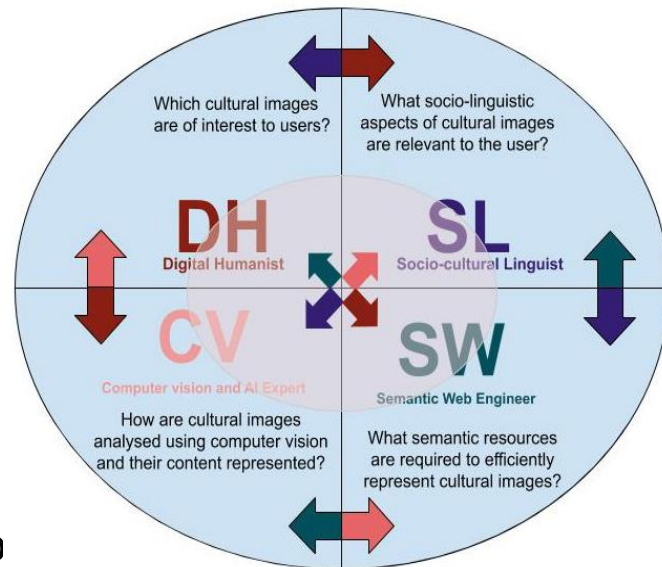 Which cultural images
are of interest to users?
What socio-linguistic
aspects of cultural images
are relevant to the user?
DH
Digital Humanist
SL
Socio-cultural Linguist
CV
Computer vision and AI Expert
SW
Semantic Web Engineer
How are cultural images
analysed using computer vision
and their content represented?
What semantic resources
are required to efficiently
represent cultural images?